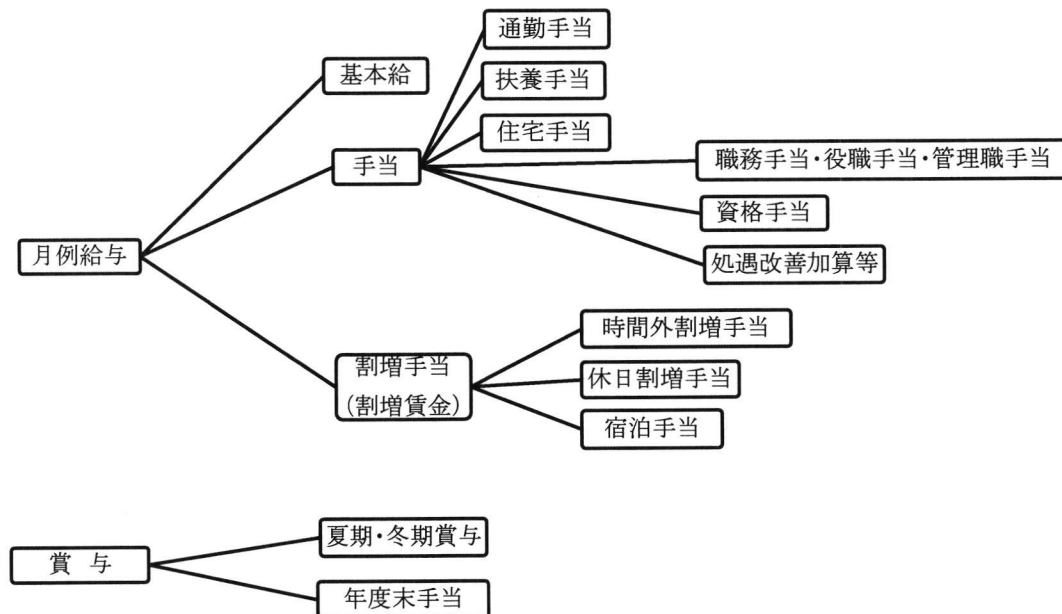 通勤手当
基本給
扶養手当
住宅手当
手当
職務手当・役職手当・管理職手当
資格手当
月例給与
処遇改善加算等
時間外割増手当
割増手当
(割増賃金)
休日割増手当
宿泊手当
夏期・冬期賞与
賞 与
年度末手当